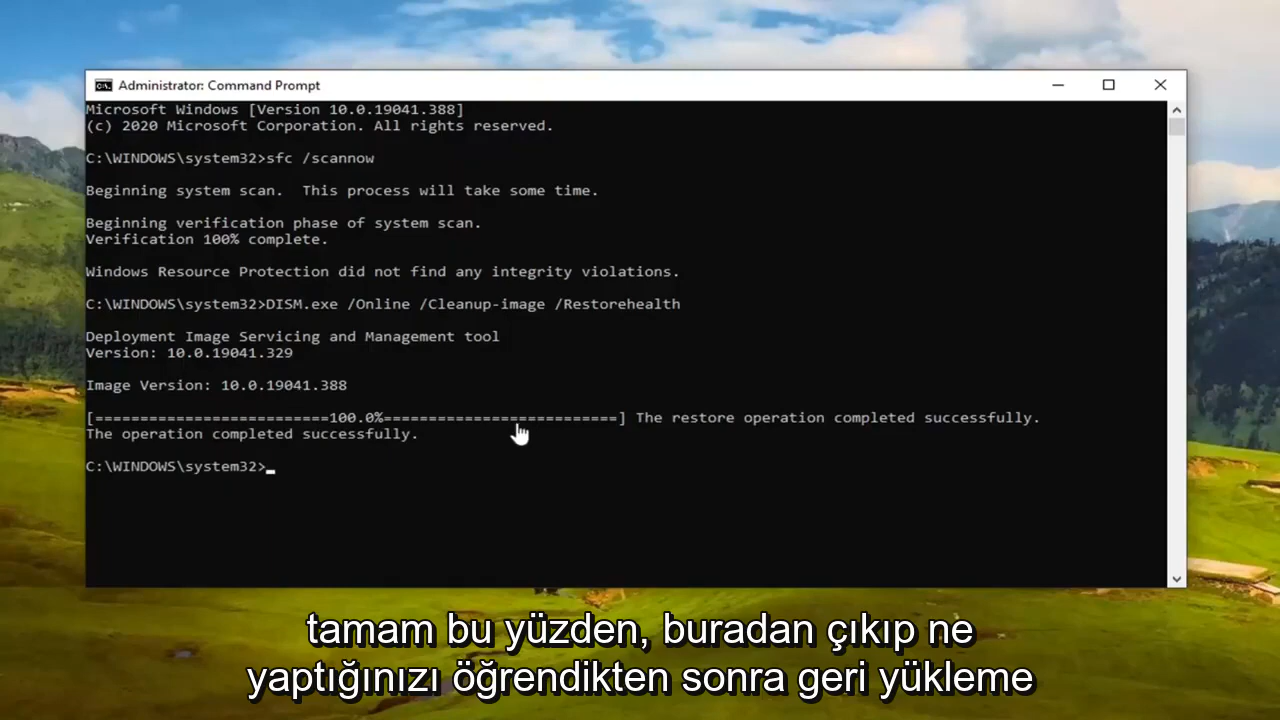 Administrator: Command Prompt
Microsoft Windows [Version 10.0.19041.388]
(c) 2020 Microsoft Corporation. All rights reserved.
C:\WINDOWS\system32>sfc /scannow
Beginning system scan.  This process will take some time.
Beginning verification phase of system scan.
Verification 100% complete.
Windows Resource Protection did not find any integrity violations.
C:\WINDOWS\system32>DISM.exe /Online /Cleanup-image /Restorehealth
Deployment Image Servicing and Management tool
Version: 10.0.19041.329
Image Version: 10.0.19041.388
[==========================100.0%==========================] The restore operation completed successfully.
The operation completed successfully.
C:\WINDOWS\system32>
tamam bu yüzden, buradan çıkıp ne
yaptığınızı öğrendikten sonra geri yükleme